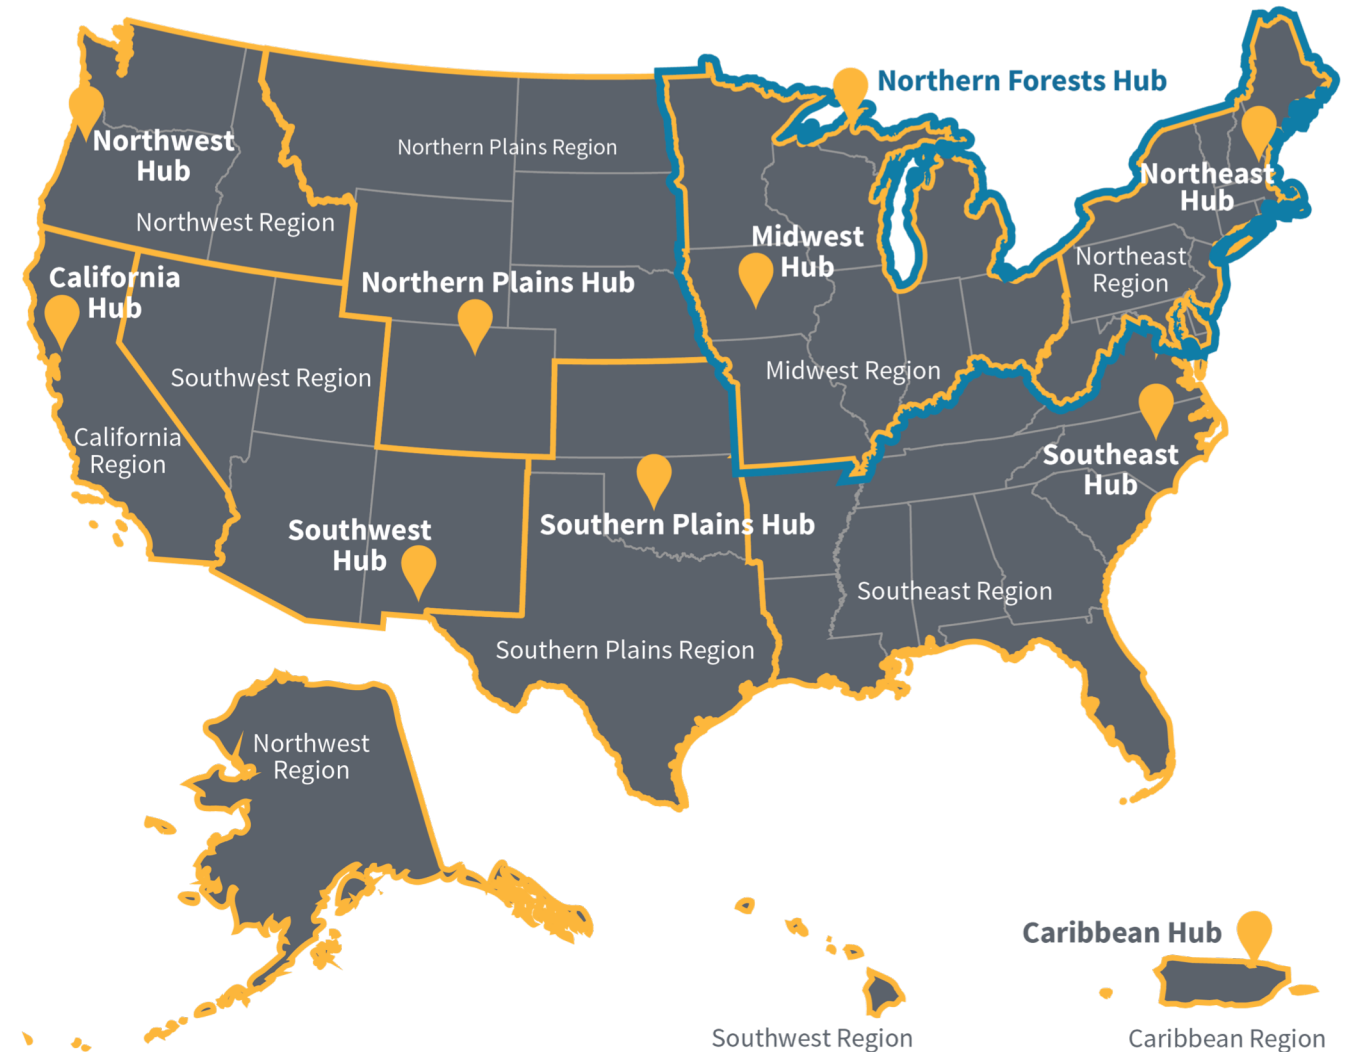 Northern Forests Hub
Northwest
Hub
Northern Plains Region
Northeast
Hub
Northwest Region
Midwest
Hub
Northeast
Region
California
Hub
Northern Plains Hub
Southwest Region
Midwest Region
California
Region
Southeast
Hub
Southwest
Hub
Southern Plains Hub
Southeast Region
Southern Plains Region
Northwest
Region
Caribbean Hub
Southwest Region
Caribbean Region